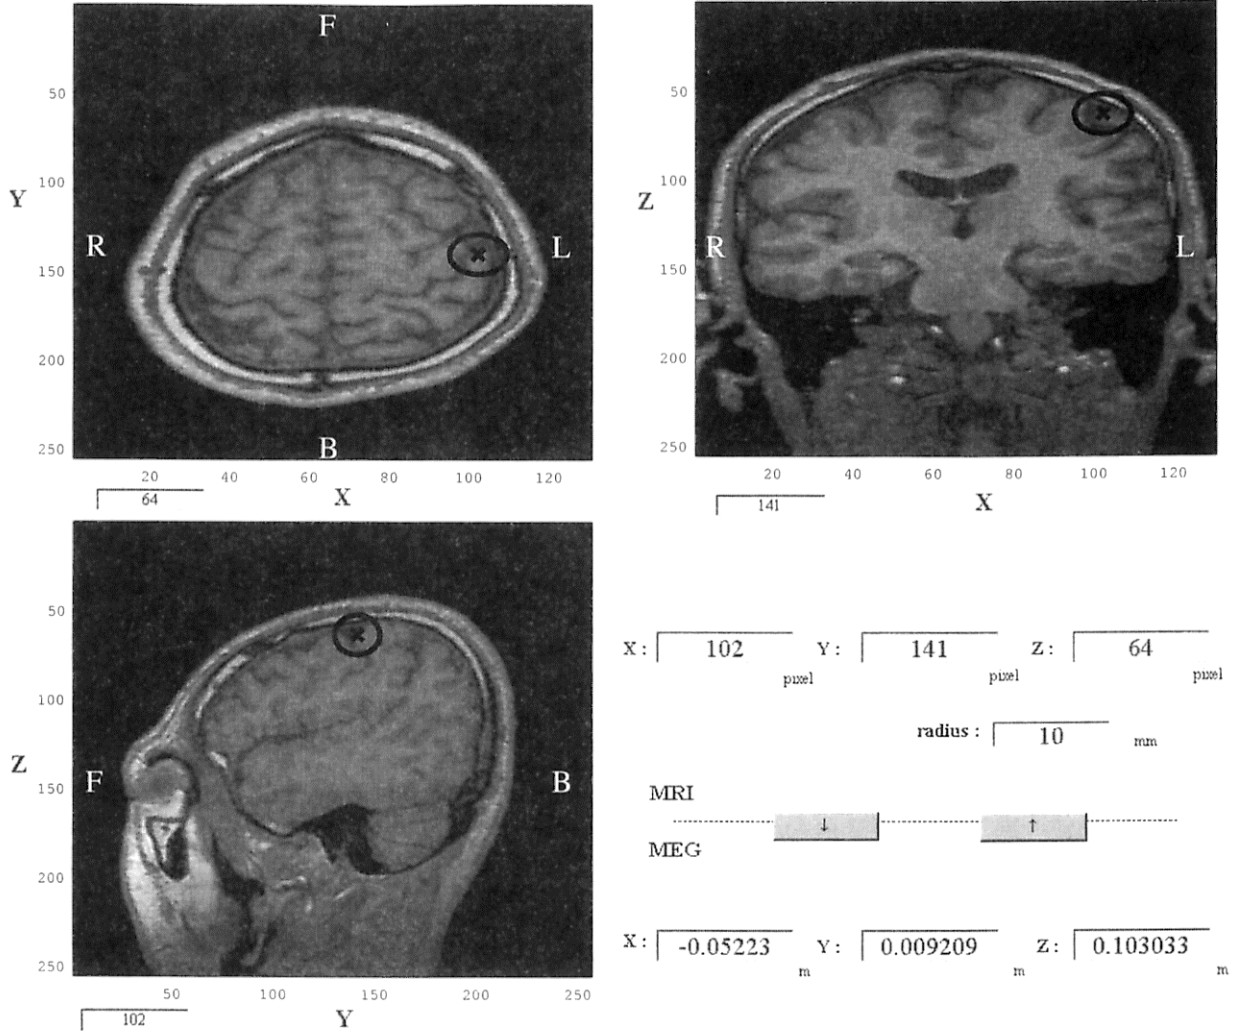 F
50
100
Y
R
L
150
200
250
B
20 40 60 80 100 120
64
X
50
100
Z
R
L
150
200
250
20 40 60 80 100 120
141
X
50
100
Z
F
B
150
200
250
50 100 150 200 250
102
Y
X : 102 pixel Y : 141 pixel Z : 64 pixel
radius : 10 mm
MRI
↓ ↑
MEG
X : -0.05223 m Y : 0.009209 m Z : 0.103033 m